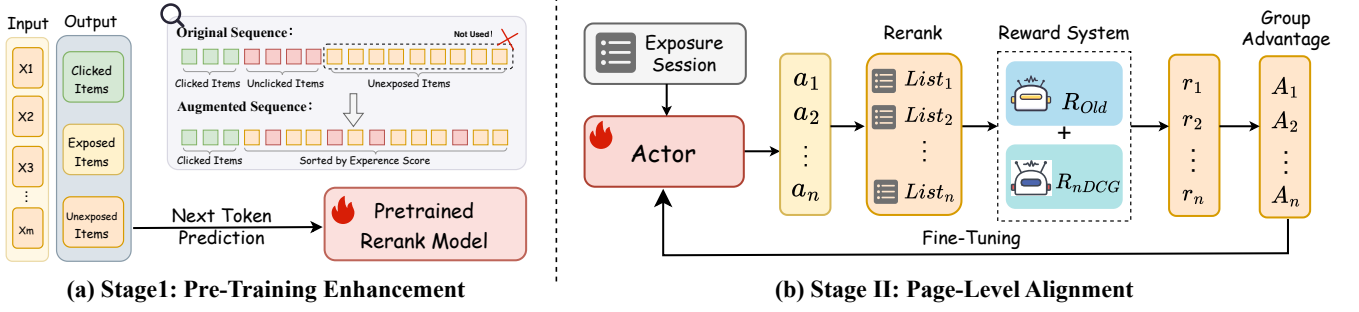 Input
Output
X1
X2
X3
⋮
Xm
Clicked
Items
Exposed
Items
Unexposed
Items
Original Sequence:
Not Used!
Clicked Items
Unclicked Items
Unexposed Items
Augmented Sequence:
Clicked Items
Sorted by Experence Score
Next Token
Prediction
Pretrained
Rerank Model
(a) Stage1: Pre-Training Enhancement
Exposure
Session
Actor
a1
a2
⋮
an
Rerank
List1
List2
⋮
Listn
Reward System
ROld
+
RnDCG
r1
r2
⋮
rn
Group
Advantage
A1
A2
⋮
An
Fine-Tuning
(b) Stage II: Page-Level Alignment